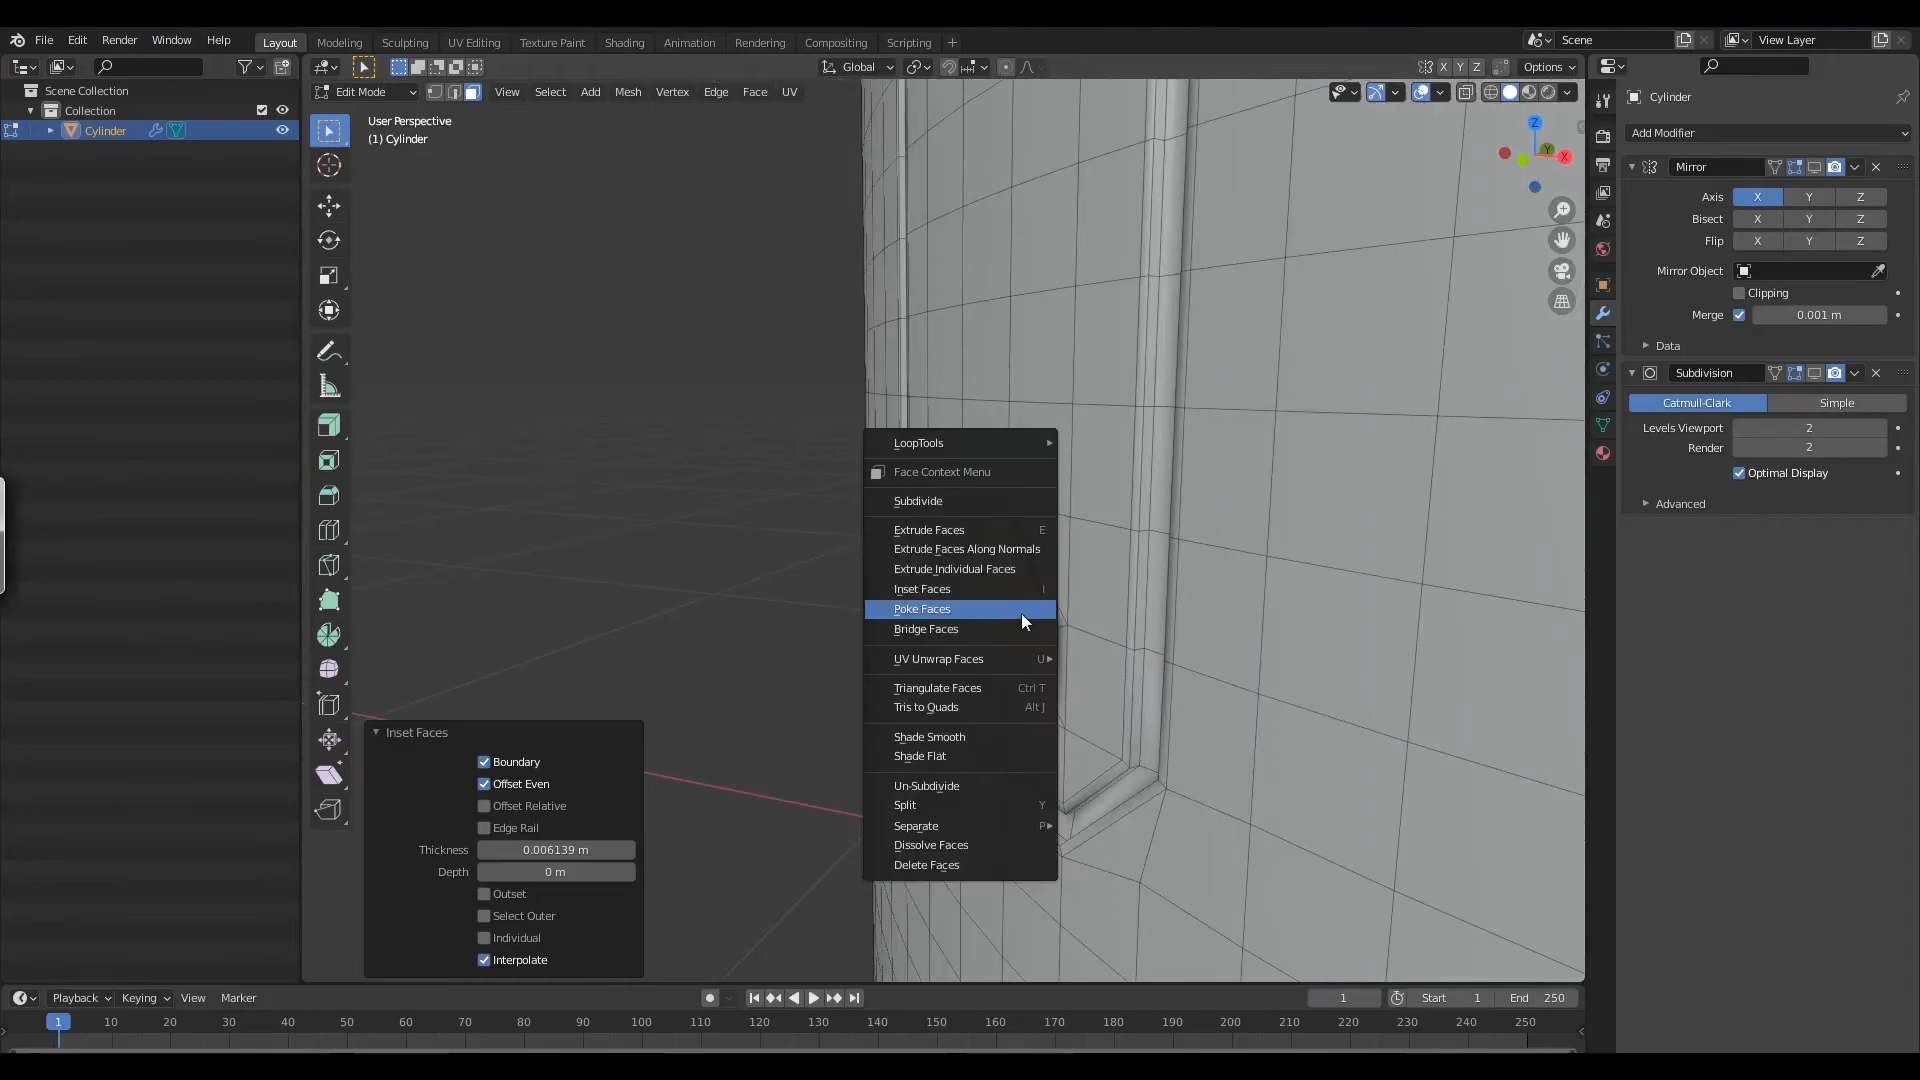 File Edit Render Window Help Layout Modeling Sculpting UV Editing Texture Paint Shading Animation Rendering Compositing Scripting + Scene View Layer
Global X Y Z Options
Scene Collection
Collection
Cylinder
Edit Mode View Select Add Mesh Vertex Edge Face UV
User Perspective
(1) Cylinder
Z
Y
X
LoopTools
Face Context Menu
Subdivide
Extrude Faces E
Extrude Faces Along Normals
Extrude Individual Faces
Inset Faces I
Poke Faces
Bridge Faces
UV Unwrap Faces U
Triangulate Faces Ctrl T
Tris to Quads Alt J
Shade Smooth
Shade Flat
Un-Subdivide
Split Y
Separate P
Dissolve Faces
Delete Faces
Inset Faces
Boundary
Offset Even
Offset Relative
Edge Rail
Thickness 0.006139 m
Depth 0 m
Outset
Select Outer
Individual
Interpolate
Cylinder
Add Modifier
Mirror
Axis X Y Z
Bisect X Y Z
Flip X Y Z
Mirror Object
Clipping
Merge 0.001 m
Data
Subdivision
Catmull-Clark Simple
Levels Viewport 2
Render 2
Optimal Display
Advanced
Playback Keying View Marker 1 Start 1 End 250
1 10 20 30 40 50 60 70 80 90 100 110 120 130 140 150 160 170 180 190 200 210 220 230 240 250